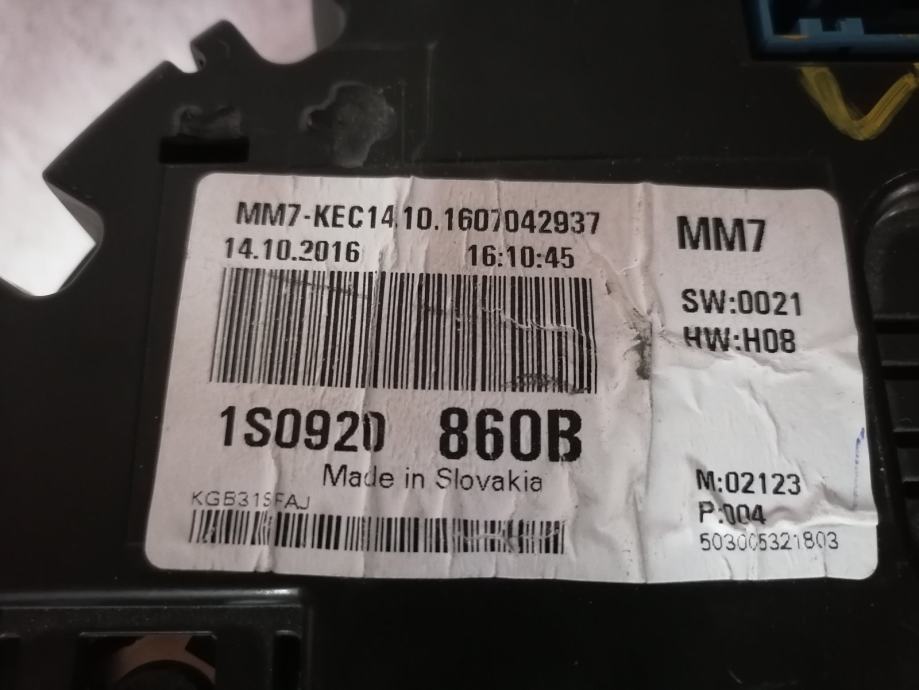 MM7-KEC14.10.1607042937
14.10.2016 16:10:45
1S0920 860B
Made in Slovakia
KGB31SFAJ
MM7
SW:0021
HW:H08
M:02123
P:004
503005321803